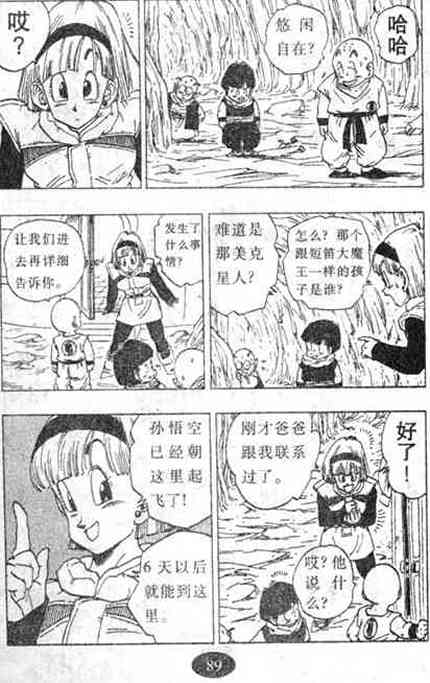 哈
哈
悠闲
自在?
哎
?
怎么?那个
跟短笛大魔
王一样的孩
子是谁?
难道是
那美克
星人?
发生了
什么事
情?
让我们进
去再详细
告诉你。
好了!
刚才爸爸
跟我联系
过了。
哎?他
说什
么?
孙悟空
已经朝
这里起
飞了!
6天以后
就能到这
里。
89